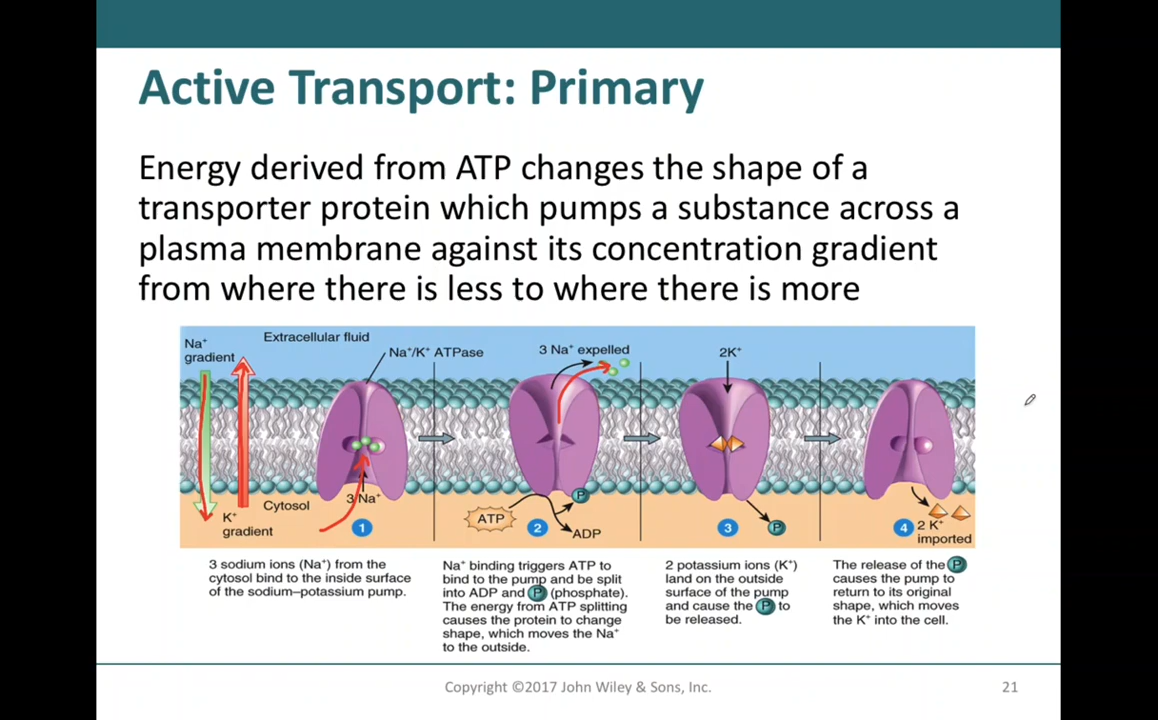 Active Transport: Primary
Energy derived from ATP changes the shape of a
transporter protein which pumps a substance across a
plasma membrane against its concentration gradient
from where there is less to where there is more
Na⁺
gradient
Extracellular fluid
Na⁺/K⁺ ATPase
3 Na⁺ expelled
2K⁺
K⁺
gradient
Cytosol
3 Na⁺
1
ATP
2
P
ADP
3
P
4
2 K⁺
imported
3 sodium ions (Na⁺) from the
cytosol bind to the inside surface
of the sodium–potassium pump.
Na⁺ binding triggers ATP to
bind to the pump and be split
into ADP and P (phosphate).
The energy from ATP splitting
causes the protein to change
shape, which moves the Na⁺
to the outside.
2 potassium ions (K⁺)
land on the outside
surface of the pump
and cause the P to
be released.
The release of the P
causes the pump to
return to its original
shape, which moves
the K⁺ into the cell.
Copyright ©2017 John Wiley & Sons, Inc.
21